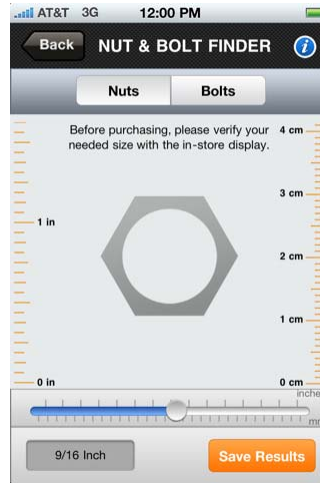 AT&T 3G 12:00 PM
Back NUT & BOLT FINDER i
Nuts Bolts
Before purchasing, please verify your
needed size with the in-store display.
4 cm
3 cm
1 in
2 cm
1 cm
0 in 0 cm
9/16 Inch Save Results